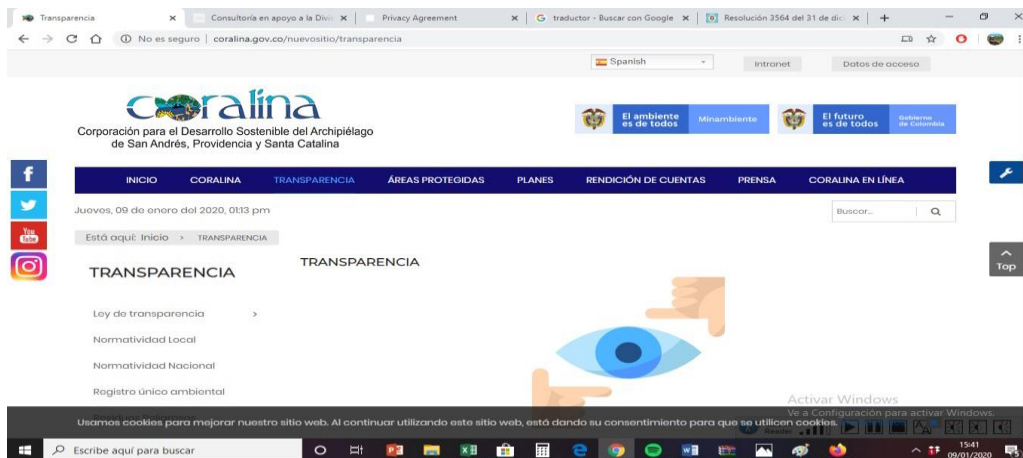 Transparencia
Consultoría en apoyo a la Divi
Privacy Agreement
traductor - Buscar con Google
Resolución 3564 del 31 de dic
No es seguro | coralina.gov.co/nuevositio/transparencia
Spanish
Intranet
Datos de acceso
coralina
Corporación para el Desarrollo Sostenible del Archipiélago
de San Andrés, Providencia y Santa Catalina
El ambiente
es de todos
Minambiente
El futuro
es de todos
Gobierno
de Colombia
INICIO CORALINA TRANSPARENCIA ÁREAS PROTEGIDAS PLANES RENDICIÓN DE CUENTAS PRENSA CORALINA EN LÍNEA
Jueves, 09 de enero del 2020, 01:13 pm
Buscar...
You
Tube
Está aquí: Inicio > TRANSPARENCIA
TRANSPARENCIA
TRANSPARENCIA
Top
Ley de transparencia >
Normatividad Local
Normatividad Nacional
Registro único ambiental
Activar Windows
Ve a Configuración para activar Windows.
Usamos cookies para mejorar nuestro sitio web. Al continuar utilizando este sitio web, está dando su consentimiento para que se utilicen cookies.
Reader
Escribe aquí para buscar
15:41
09/01/2020